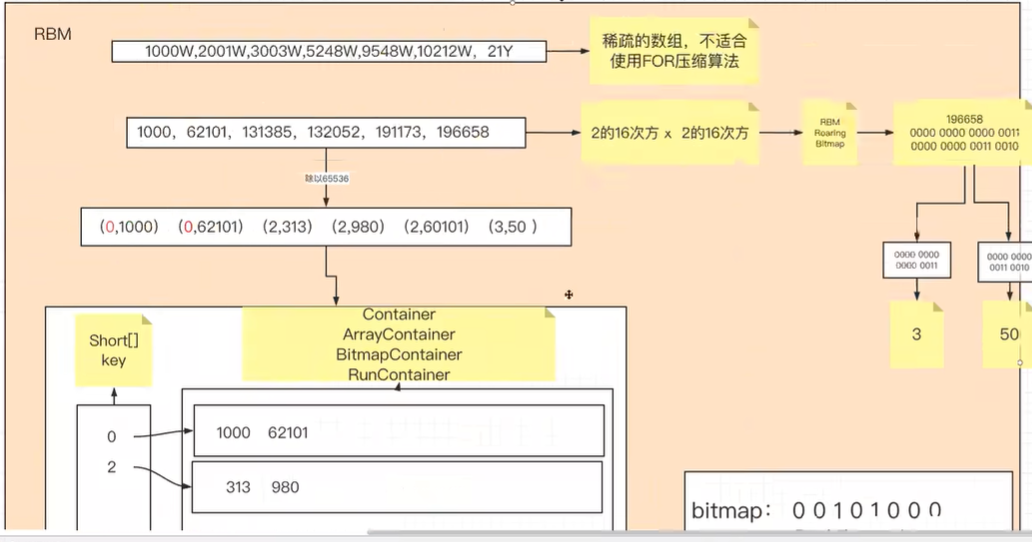 RBM
1000W,2001W,3003W,5248W,9548W,10212W, 21Y
稀疏的数组，不适合
使用FOR压缩算法
1000, 62101, 131385, 132052, 191173, 196658
2的16次方 x 2的16次方
RBM
Roaring
Bitmap
196658
0000 0000 0000 0011
0000 0000 0011 0010
除以65536
(0,1000) (0,62101) (2,313) (2,980) (2,60101) (3,50 )
0000 0000
0000 0011
0000 0000
0011 0010
3
50
Short[]
key
Container
ArrayContainer
BitmapContainer
RunContainer
0
1000 62101
2
313 980
bitmap: 0 0 1 0 1 0 0 0